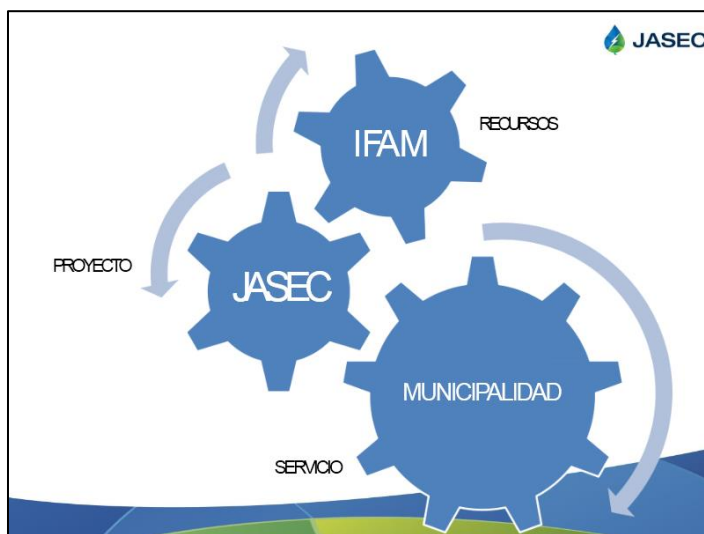 JASEC
IFAM
RECURSOS
PROYECTO
JASEC
MUNICIPALIDAD
SERVICIO